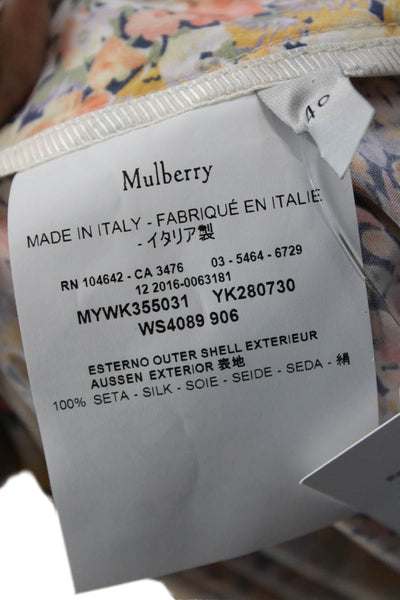 Mulberry
MADE IN ITALY - FABRIQUÉ EN ITALIE
- イタリア製
RN 104642 - CA 3476 03 - 5464 - 6729
12 2016-0063181
MYWK355031 YK280730
WS4089 906
ESTERNO OUTER SHELL EXTERIEUR
AUSSEN EXTERIOR 表地
100% SETA - SILK - SOIE - SEIDE - SEDA - 絹